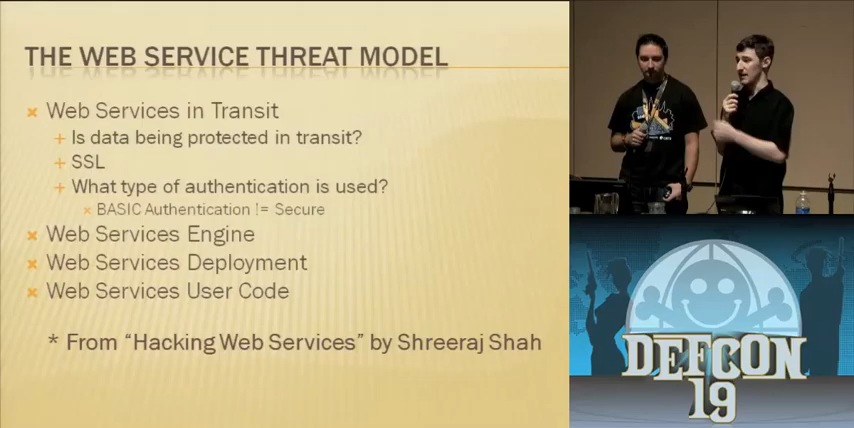 THE WEB SERVICE THREAT MODEL
Web Services in Transit
Is data being protected in transit?
SSL
What type of authentication is used?
BASIC Authentication != Secure
Web Services Engine
Web Services Deployment
Web Services User Code
* From “Hacking Web Services” by Shreeraj Shah
DEFCON
19